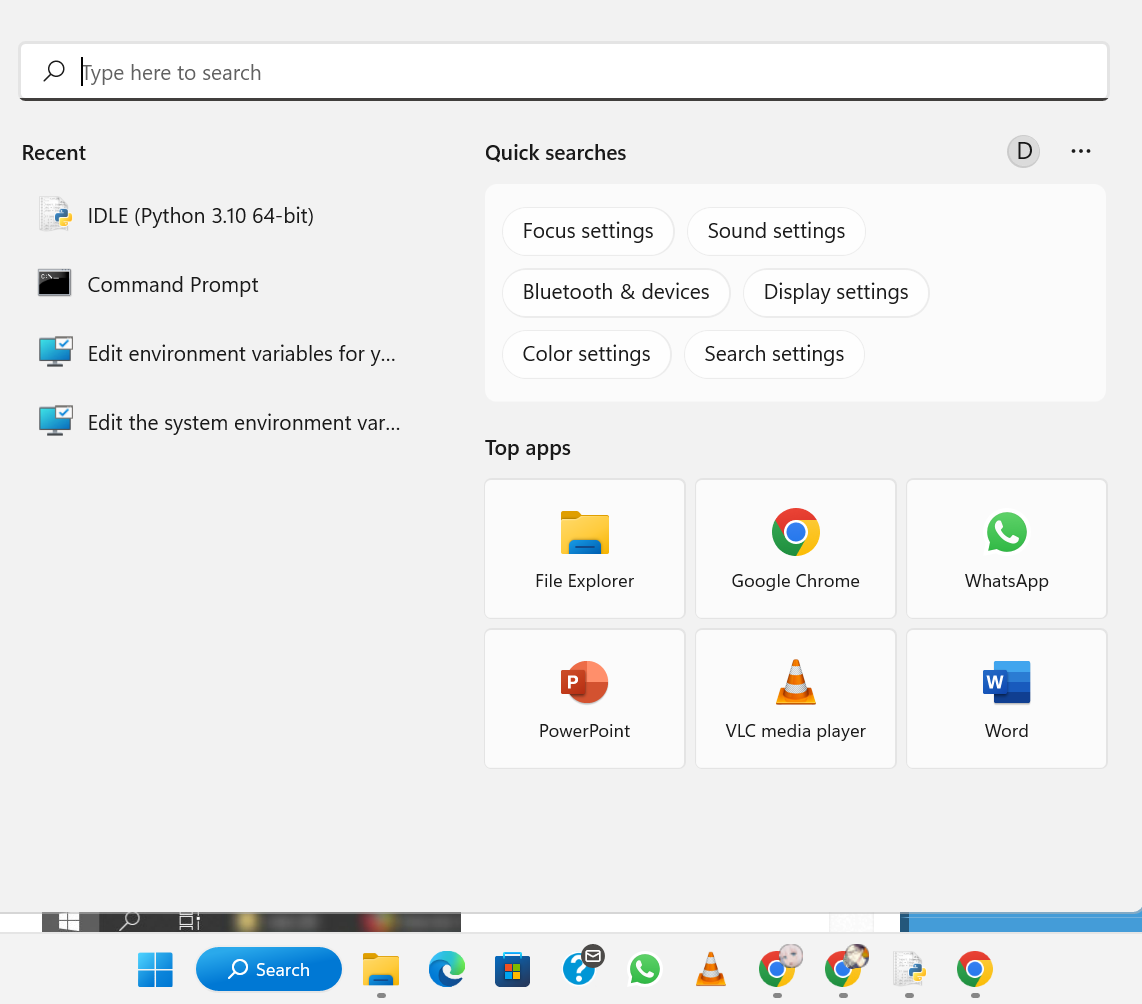 Type here to search
Recent
IDLE (Python 3.10 64-bit)
Command Prompt
Edit environment variables for y...
Edit the system environment var...
Quick searches
D
Focus settings
Sound settings
Bluetooth & devices
Display settings
Color settings
Search settings
Top apps
File Explorer
Google Chrome
WhatsApp
P
PowerPoint
VLC media player
W
Word
Search